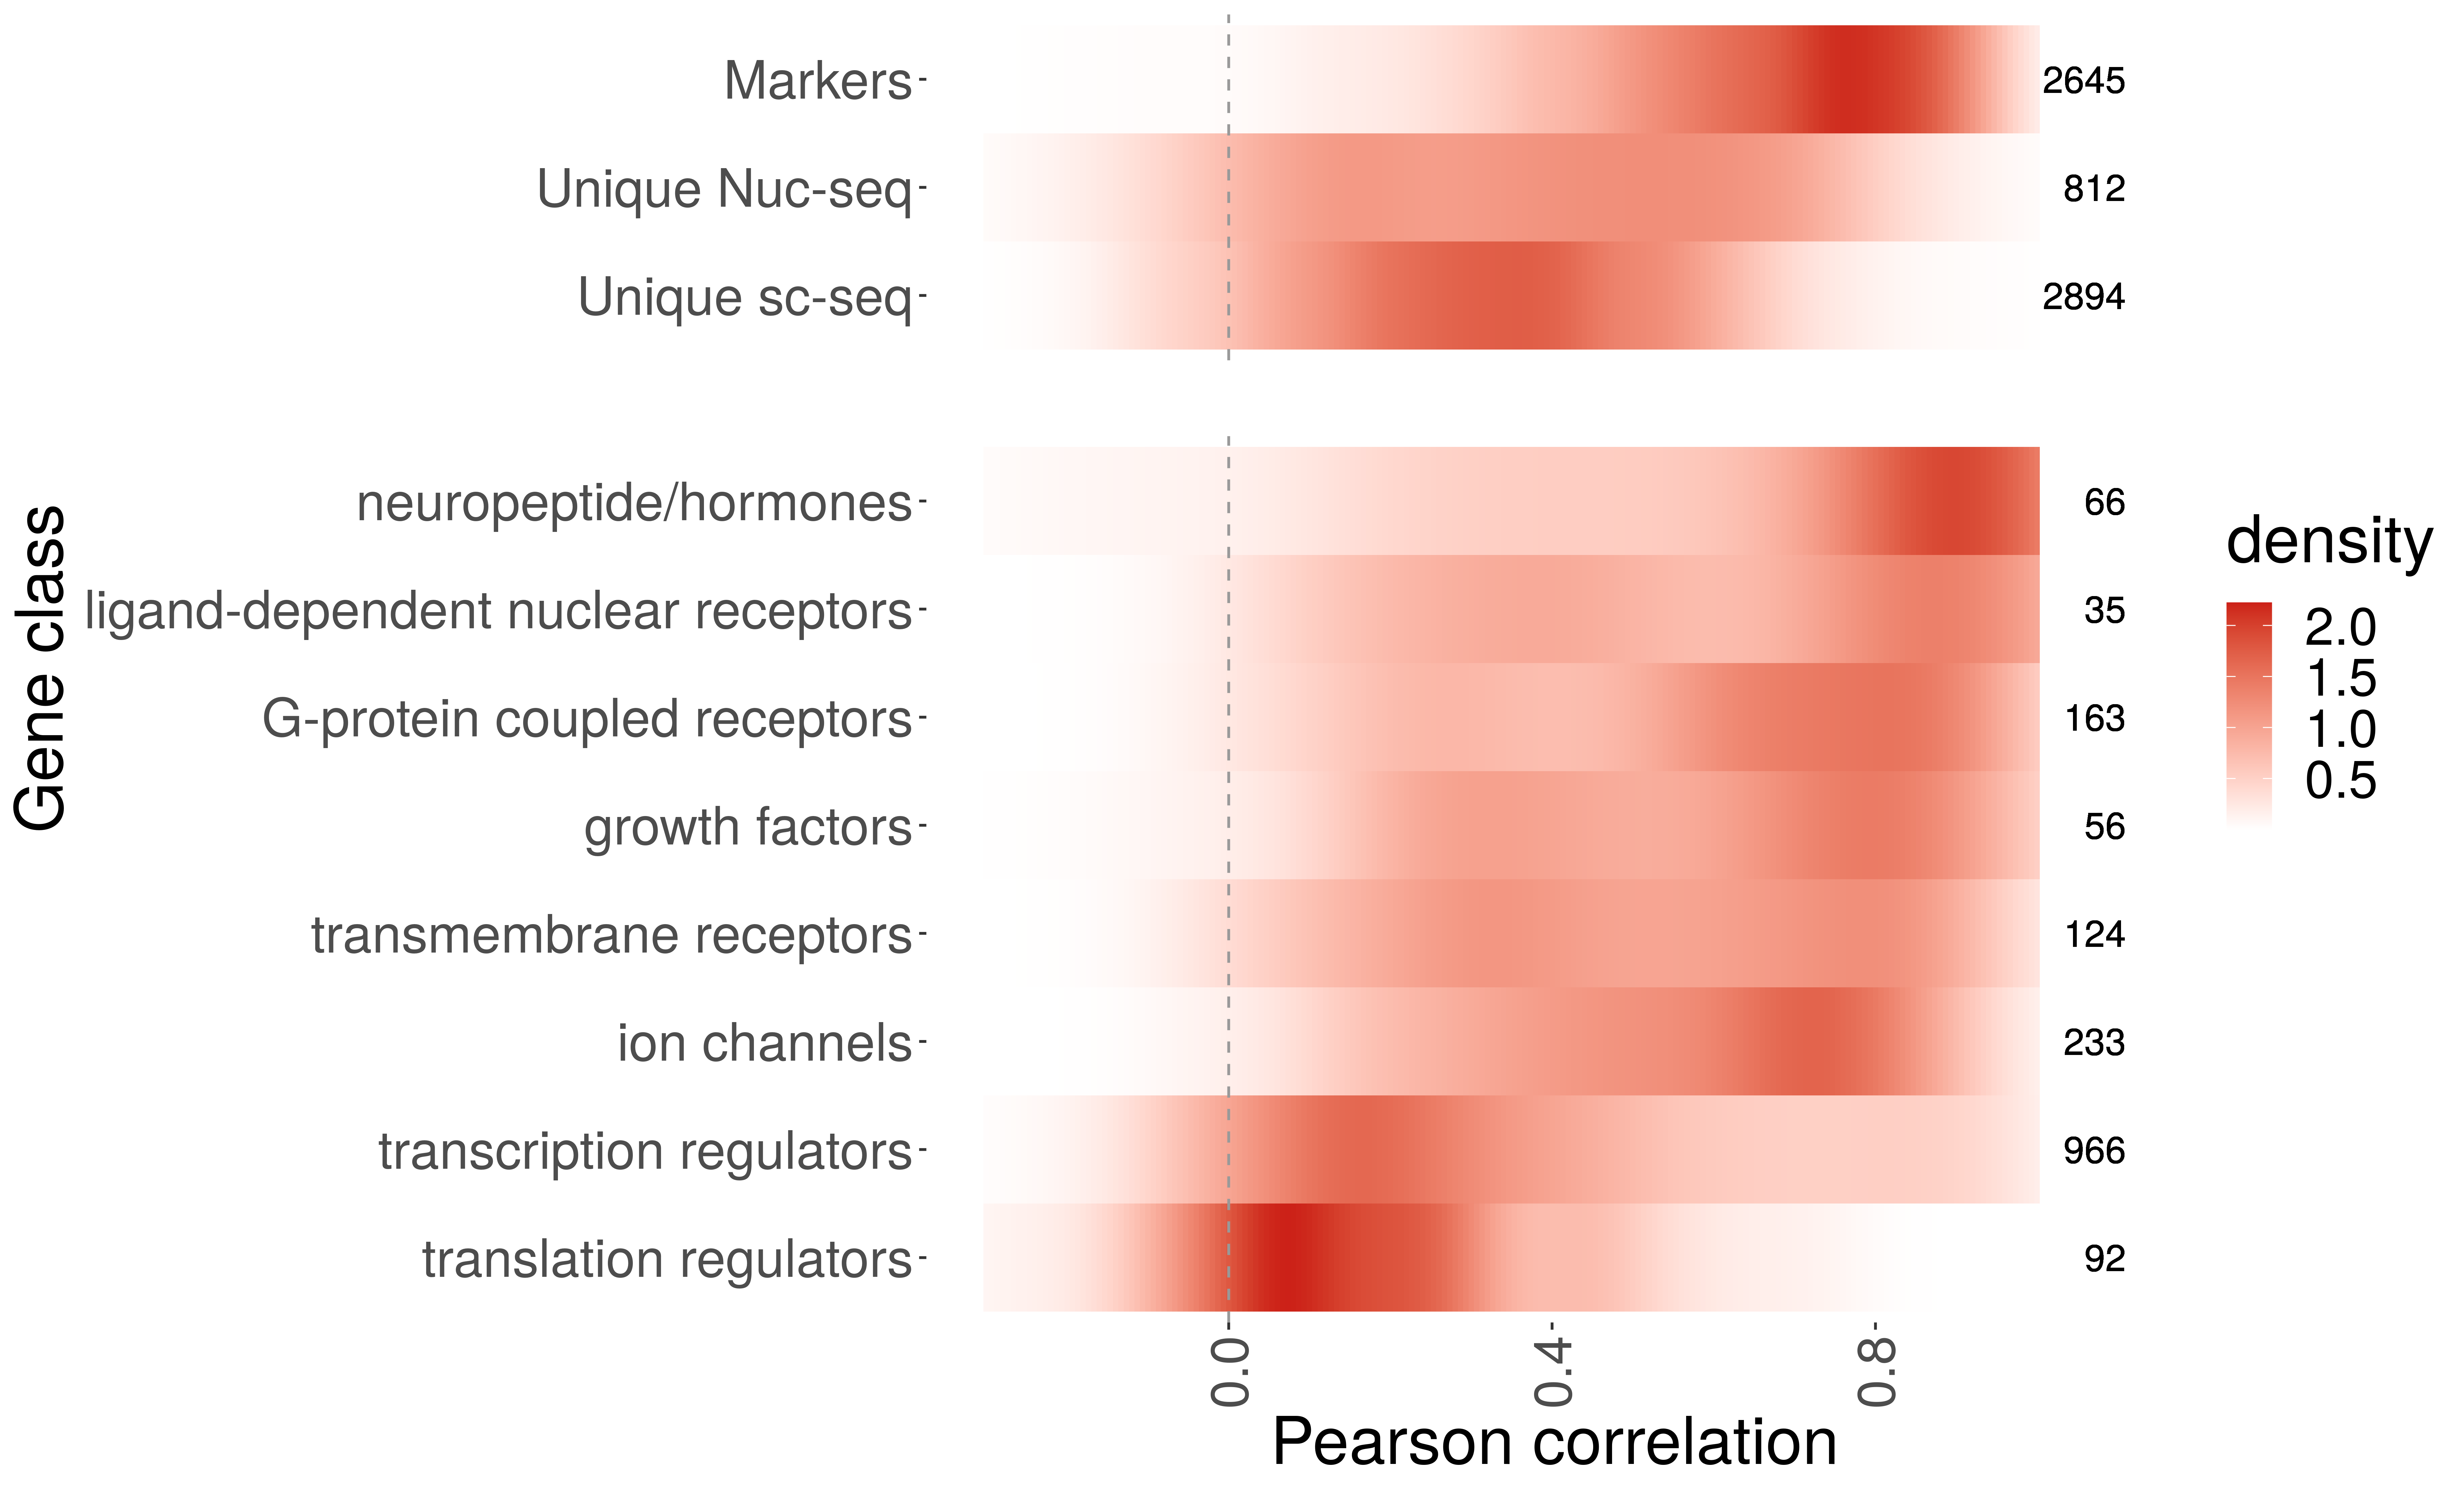 Markers
2645
Unique Nuc-seq
812
Unique sc-seq
2894
Gene class
neuropeptide/hormones
66
ligand-dependent nuclear receptors
35
G-protein coupled receptors
163
growth factors
56
transmembrane receptors
124
ion channels
233
transcription regulators
966
translation regulators
92
0.0
0.4
0.8
Pearson correlation
density
2.0
1.5
1.0
0.5